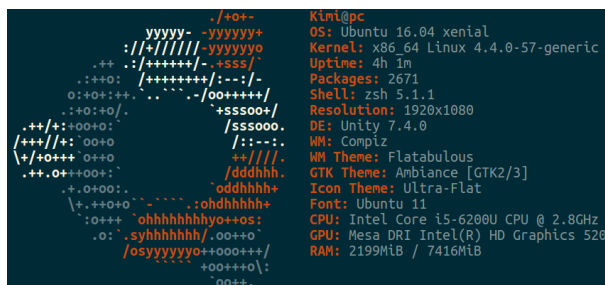 Kimi@pc
OS: Ubuntu 16.04 xenial
Kernel: x86_64 Linux 4.4.0-57-generic
Uptime: 4h 1m
Packages: 2671
Shell: zsh 5.1.1
Resolution: 1920x1080
DE: Unity 7.4.0
WM: Compiz
WM Theme: Flatabulous
GTK Theme: Ambiance [GTK2/3]
Icon Theme: Ultra-Flat
Font: Ubuntu 11
CPU: Intel Core i5-6200U CPU @ 2.8GHz
GPU: Mesa DRI Intel(R) HD Graphics 520
RAM: 2199MiB / 7416MiB